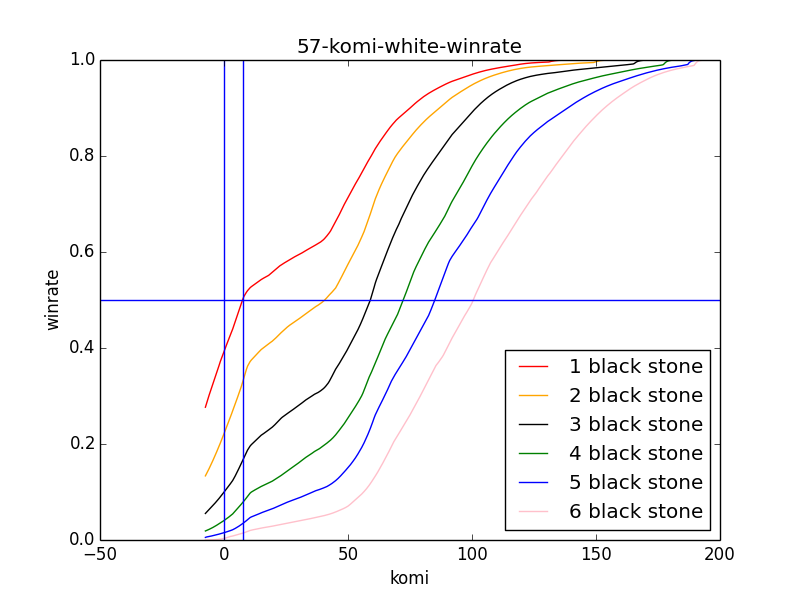 57-komi-white-winrate
1.0
0.8
0.6
0.4
0.2
0.0
winrate
1 black stone
2 black stone
3 black stone
4 black stone
5 black stone
6 black stone
−50 0 50 100 150 200
komi